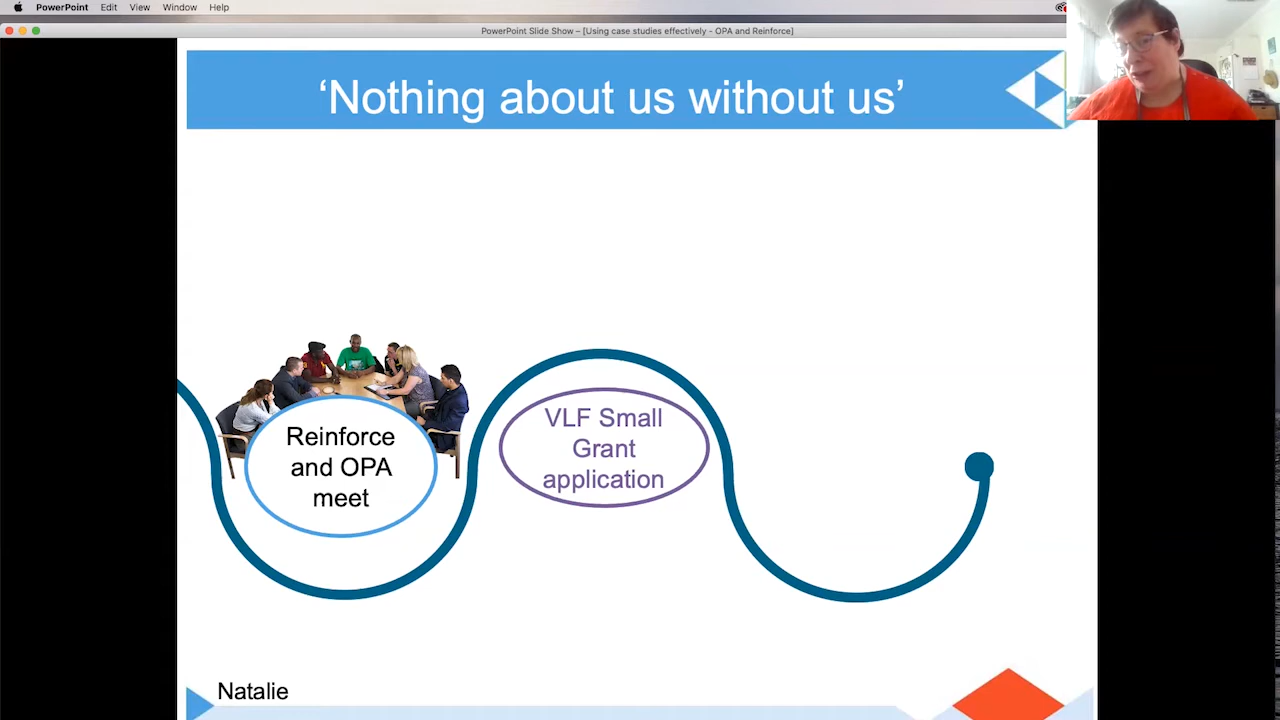 PowerPoint Edit View Window Help
PowerPoint Slide Show – [Using case studies effectively - OPA and Reinforce]
‘Nothing about us without us’
Reinforce
and OPA
meet
VLF Small
Grant
application
Natalie